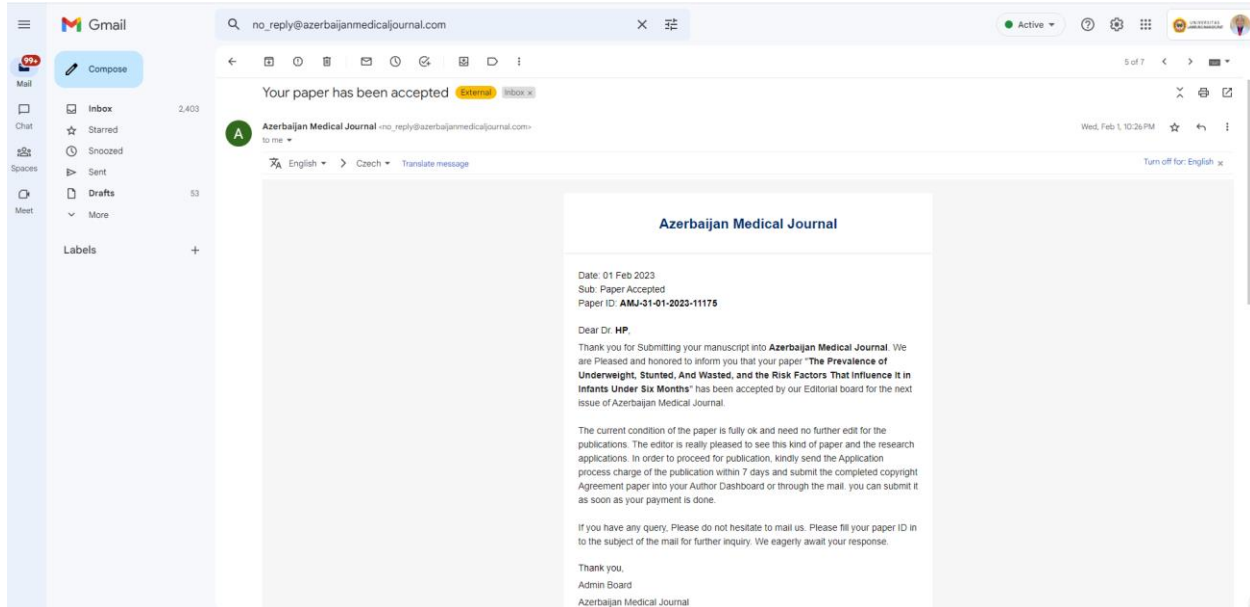 Gmail
no_reply@azerbaijanmedicaljournal.com
Active
99+
Mail
Chat
Spaces
Meet
Compose
Inbox 2,403
Starred
Snoozed
Sent
Drafts 53
More
Labels +
5 of 7
Your paper has been accepted External Inbox x
A
Azerbaijan Medical Journal <no_reply@azerbaijanmedicaljournal.com>
Wed, Feb 1, 10:26 PM
to me
English > Czech Translate message
Turn off for: English x
Azerbaijan Medical Journal
Date: 01 Feb 2023
Sub: Paper Accepted
Paper ID: AMJ-31-01-2023-11175
Dear Dr. HP,
Thank you for Submitting your manuscript into Azerbaijan Medical Journal. We
are Pleased and honored to inform you that your paper "The Prevalence of
Underweight, Stunted, And Wasted, and the Risk Factors That Influence It in
Infants Under Six Months" has been accepted by our Editorial board for the next
issue of Azerbaijan Medical Journal.
The current condition of the paper is fully ok and need no further edit for the
publications. The editor is really pleased to see this kind of paper and the research
applications. In order to proceed for publication, kindly send the Application
process charge of the publication within 7 days and submit the completed copyright
Agreement paper into your Author Dashboard or through the mail. you can submit it
as soon as your payment is done.
If you have any query, Please do not hesitate to mail us. Please fill your paper ID in
to the subject of the mail for further inquiry. We eagerly await your response.
Thank you,
Admin Board
Azerbaijan Medical Journal